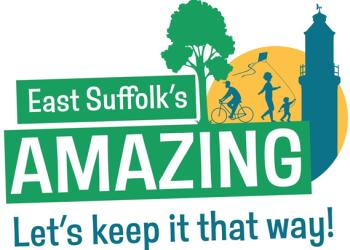 East Suffolk's
AMAZING
Let's keep it that way!